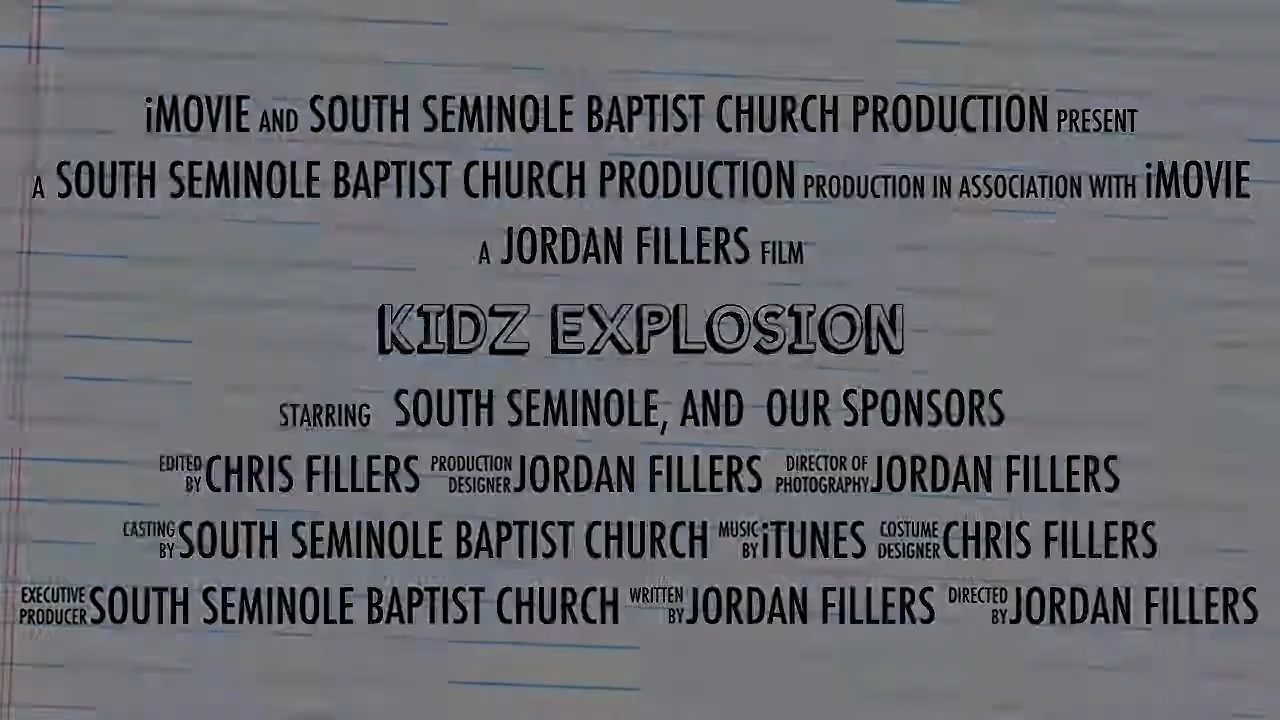 iMOVIE AND SOUTH SEMINOLE BAPTIST CHURCH PRODUCTION PRESENT
A SOUTH SEMINOLE BAPTIST CHURCH PRODUCTION PRODUCTION IN ASSOCIATION WITH iMOVIE
A JORDAN FILLERS FILM
KIDZ EXPLOSION
STARRING SOUTH SEMINOLE, AND OUR SPONSORS
EDITED BY CHRIS FILLERS PRODUCTION DESIGNER JORDAN FILLERS DIRECTOR OF PHOTOGRAPHY JORDAN FILLERS
CASTING BY SOUTH SEMINOLE BAPTIST CHURCH MUSIC BY iTUNES COSTUME DESIGNER CHRIS FILLERS
EXECUTIVE PRODUCER SOUTH SEMINOLE BAPTIST CHURCH WRITTEN BY JORDAN FILLERS DIRECTED BY JORDAN FILLERS